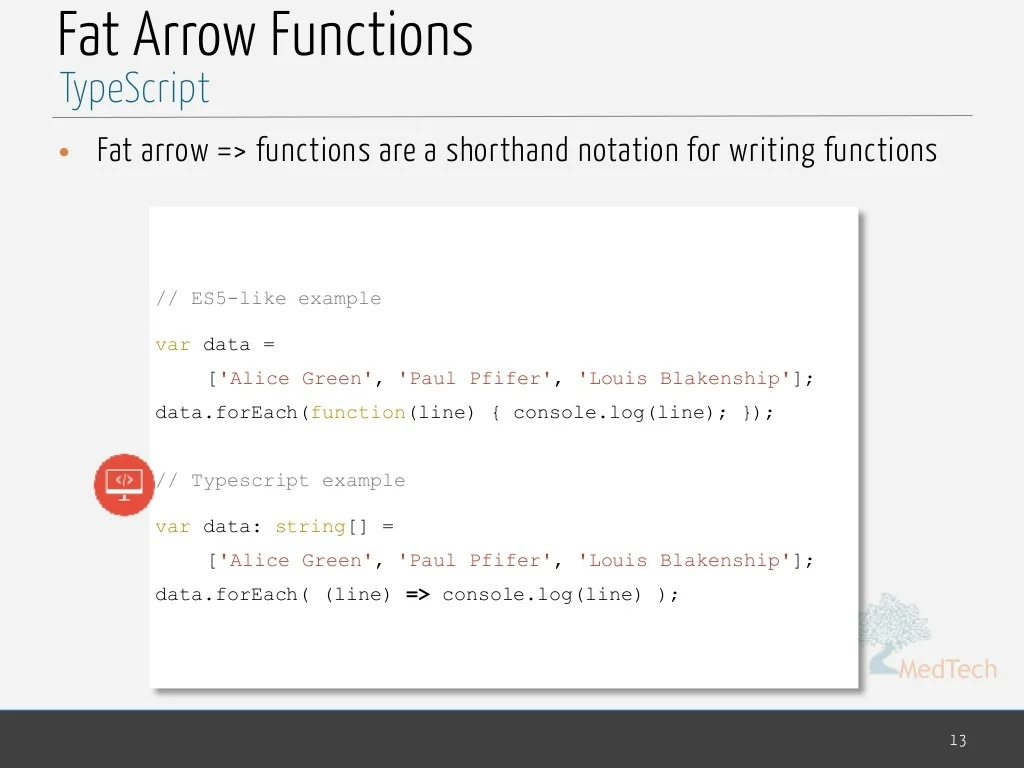 Fat Arrow Functions
TypeScript
• Fat arrow => functions are a shorthand notation for writing functions
// ES5-like example
var data =
['Alice Green', 'Paul Pfifer', 'Louis Blakenship'];
data.forEach(function(line) { console.log(line); });
</>
// Typescript example
var data: string[] =
['Alice Green', 'Paul Pfifer', 'Louis Blakenship'];
data.forEach( (line) => console.log(line) );
MedTech
13